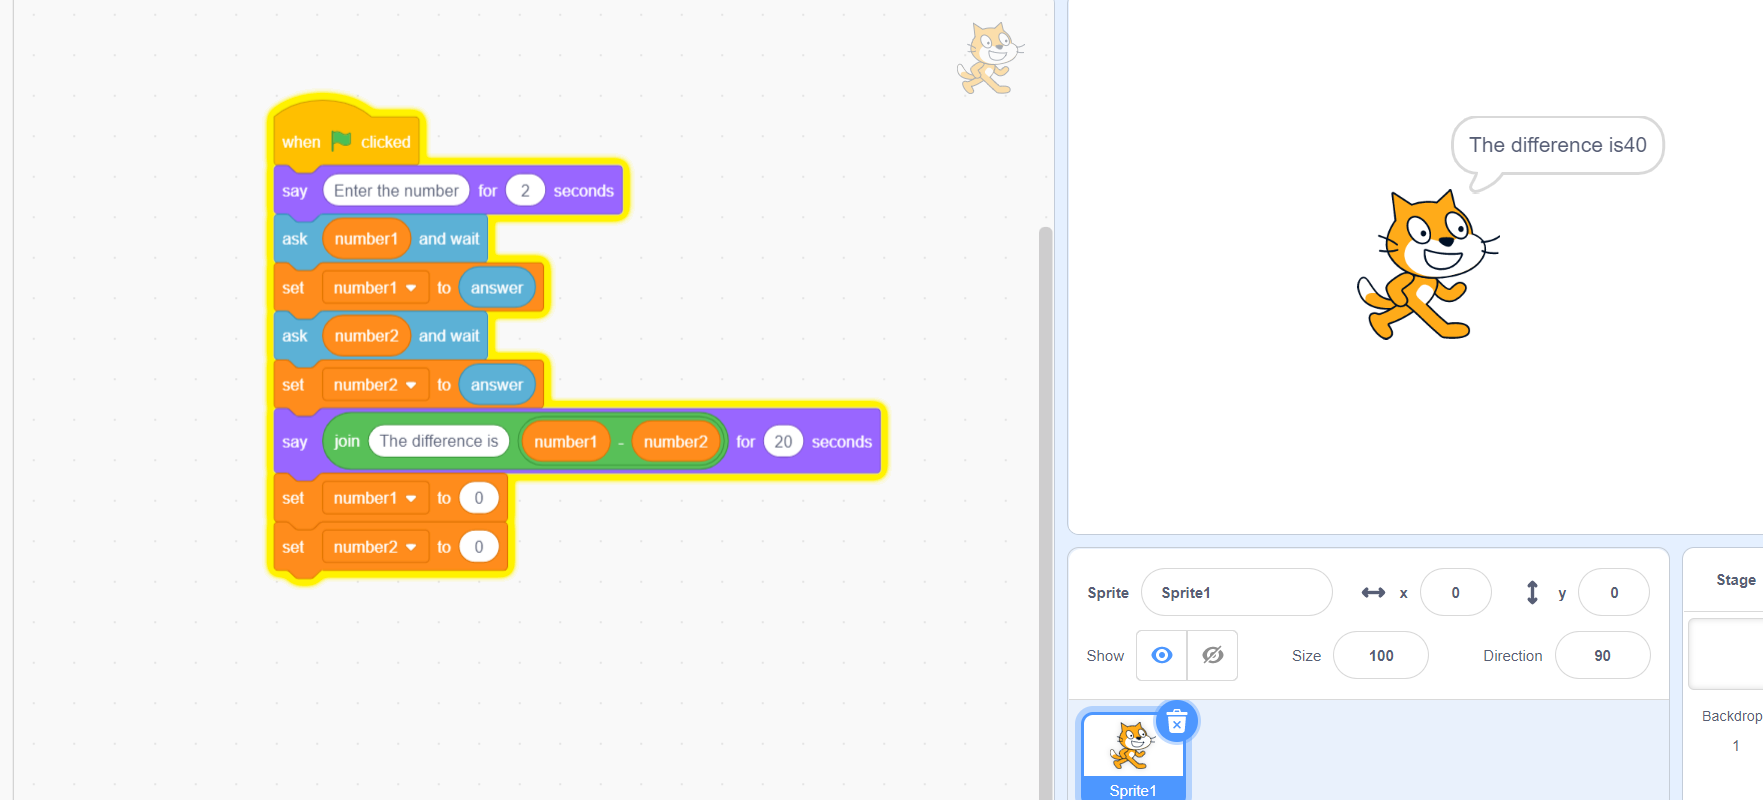 when clicked
say Enter the number for 2 seconds
ask number1 and wait
set number1 to answer
ask number2 and wait
set number2 to answer
say join The difference is number1 - number2 for 20 seconds
set number1 to 0
set number2 to 0
The difference is40
Sprite Sprite1 x 0 y 0
Show Size 100 Direction 90
Sprite1
Stage
Backdrop
1